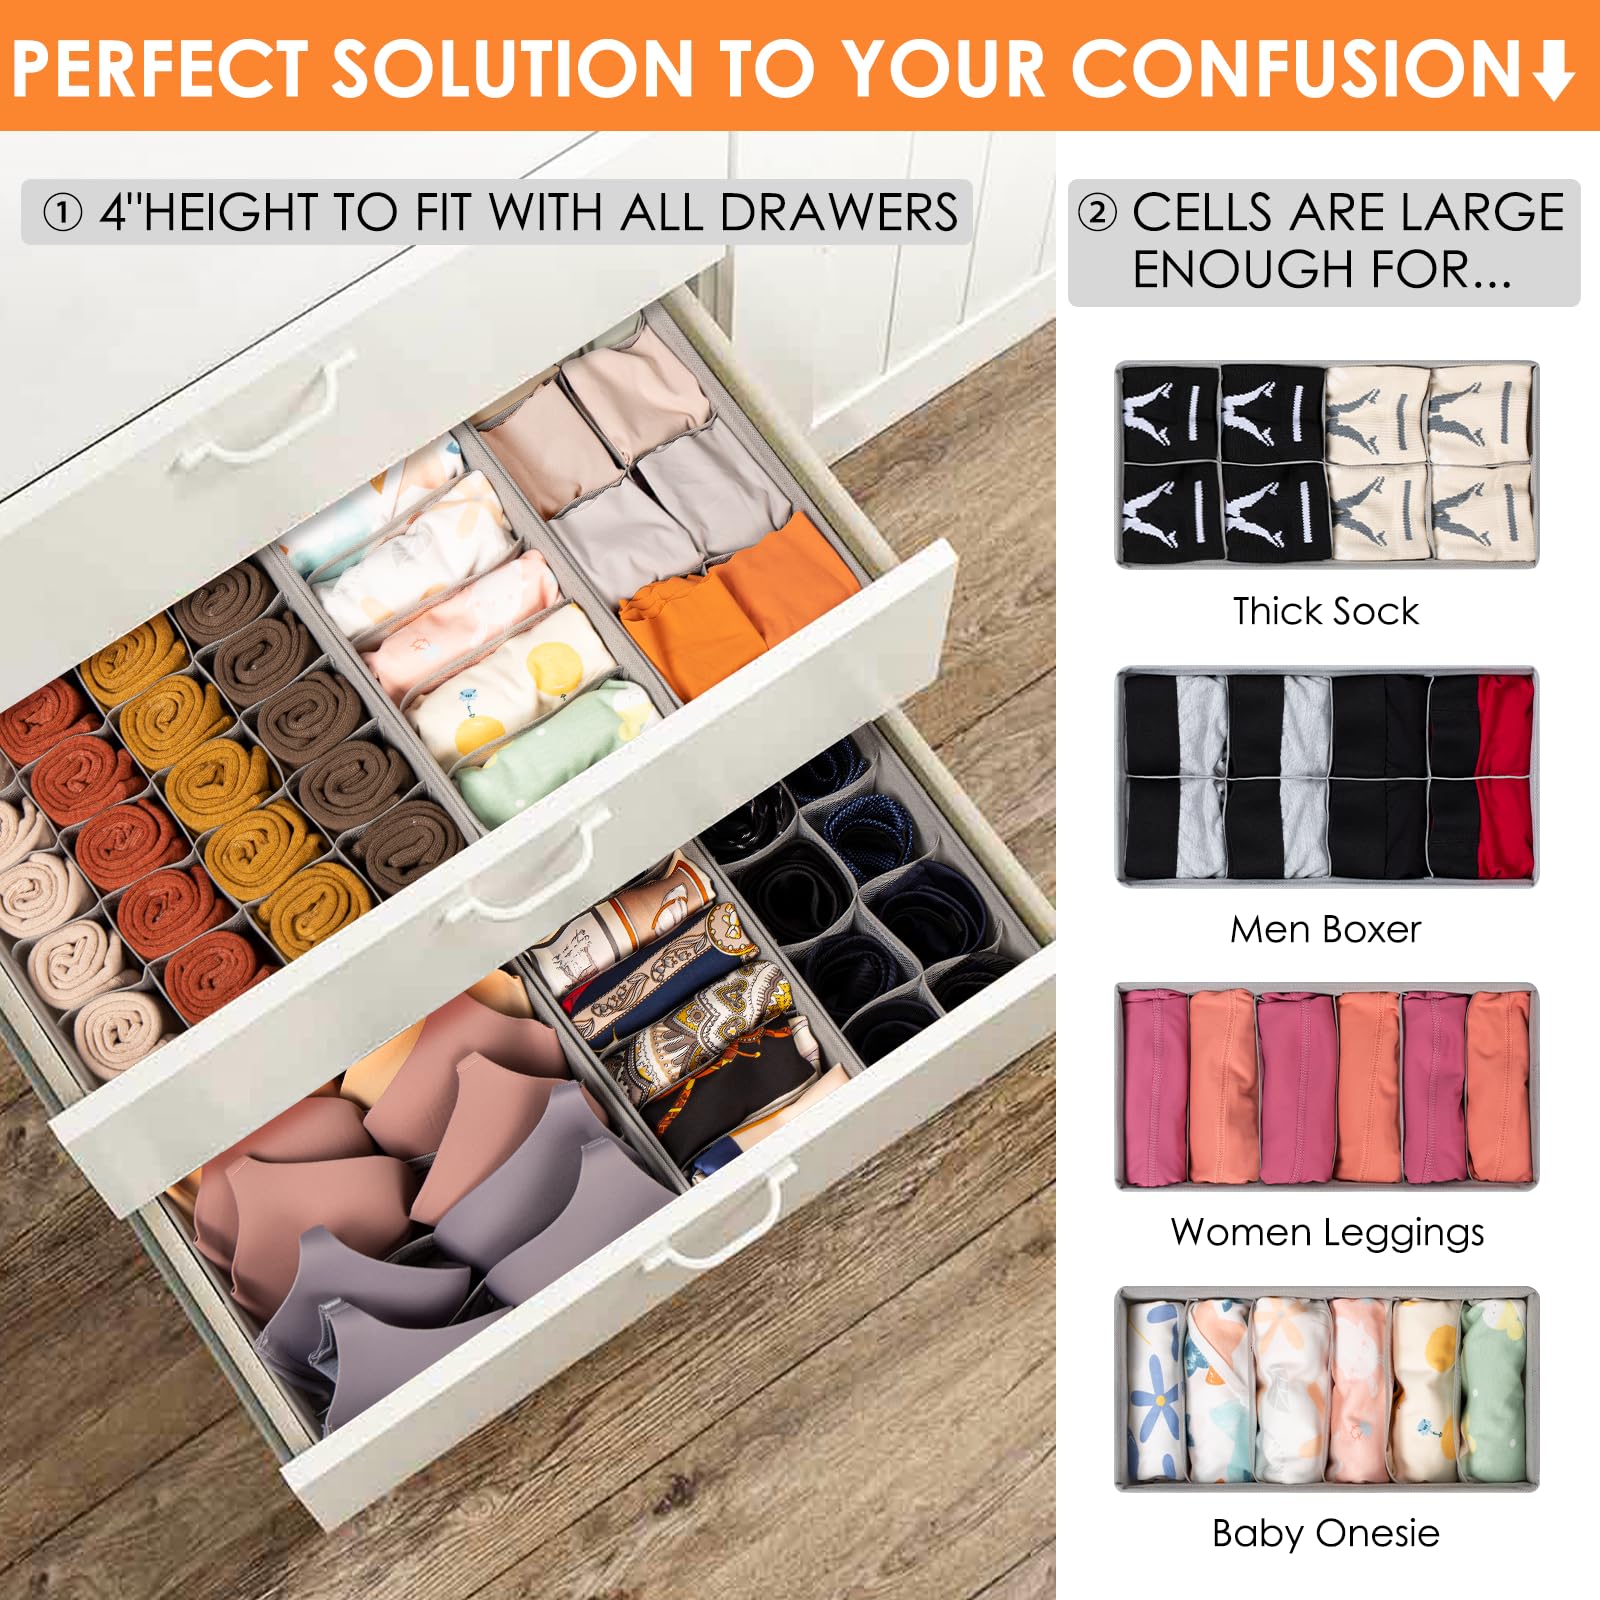 PERFECT SOLUTION TO YOUR CONFUSION
① 4"HEIGHT TO FIT WITH ALL DRAWERS
② CELLS ARE LARGE
ENOUGH FOR...
Thick Sock
Men Boxer
Women Leggings
Baby Onesie